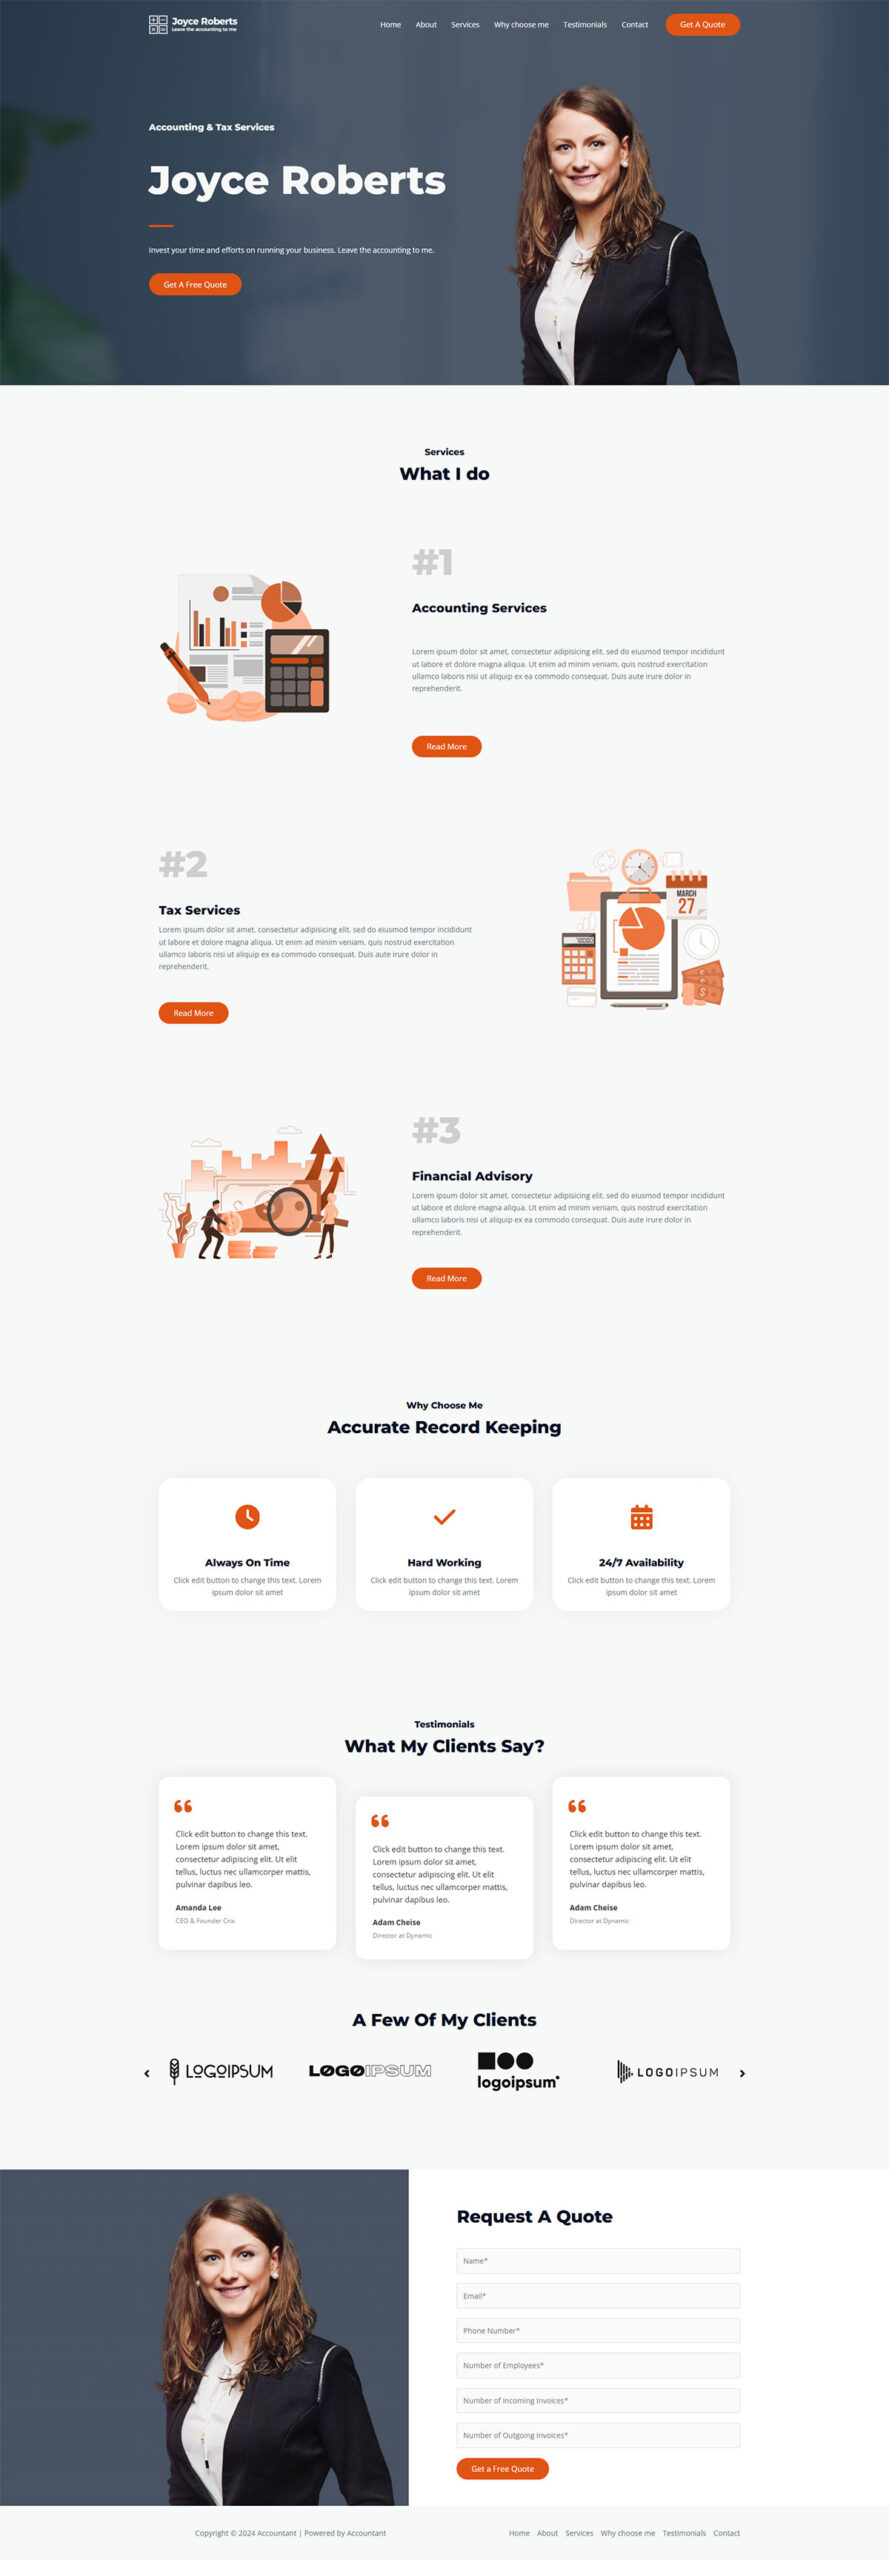 Joyce Roberts
Leave the accounting to me
Home About Services Why choose me Testimonials Contact Get A Quote
Accounting & Tax Services
Joyce Roberts
Invest your time and efforts on running your business. Leave the accounting to me.
Get A Free Quote
Services
What I do
#1
Accounting Services
Lorem ipsum dolor sit amet, consectetur adipisicing elit, sed do eiusmod tempor incididunt
ut labore et dolore magna aliqua. Ut enim ad minim veniam, quis nostrud exercitation
ullamco laboris nisi ut aliquip ex ea commodo consequat. Duis aute irure dolor in
reprehenderit.
Read More
#2
Tax Services
Lorem ipsum dolor sit amet, consectetur adipisicing elit, sed do eiusmod tempor incididunt
ut labore et dolore magna aliqua. Ut enim ad minim veniam, quis nostrud exercitation
ullamco laboris nisi ut aliquip ex ea commodo consequat. Duis aute irure dolor in
reprehenderit.
Read More
MARCH
27
#3
Financial Advisory
Lorem ipsum dolor sit amet, consectetur adipisicing elit, sed do eiusmod tempor incididunt
ut labore et dolore magna aliqua. Ut enim ad minim veniam, quis nostrud exercitation
ullamco laboris nisi ut aliquip ex ea commodo consequat. Duis aute irure dolor in
reprehenderit.
Read More
Why Choose Me
Accurate Record Keeping
Always On Time
Click edit button to change this text. Lorem
ipsum dolor sit amet
Hard Working
Click edit button to change this text. Lorem
ipsum dolor sit amet
24/7 Availability
Click edit button to change this text. Lorem
ipsum dolor sit amet
Testimonials
What My Clients Say?
Click edit button to change this text.
Lorem ipsum dolor sit amet,
consectetur adipiscing elit. Ut elit
tellus, luctus nec ullamcorper mattis,
pulvinar dapibus leo.
Amanda Lee
CEO & Founder Crix
Click edit button to change this text.
Lorem ipsum dolor sit amet,
consectetur adipiscing elit. Ut elit
tellus, luctus nec ullamcorper mattis,
pulvinar dapibus leo.
Adam Cheise
Director at Dynamic
Click edit button to change this text.
Lorem ipsum dolor sit amet,
consectetur adipiscing elit. Ut elit
tellus, luctus nec ullamcorper mattis,
pulvinar dapibus leo.
Adam Cheise
Director at Dynamic
A Few Of My Clients
LOGOIPSUM
LOGOIPSUM
logoipsum
LOGOIPSUM
Request A Quote
Name*
Email*
Phone Number*
Number of Employees*
Number of Incoming Invoices*
Number of Outgoing Invoices*
Get a Free Quote
Copyright © 2024 Accountant | Powered by Accountant
Home About Services Why choose me Testimonials Contact